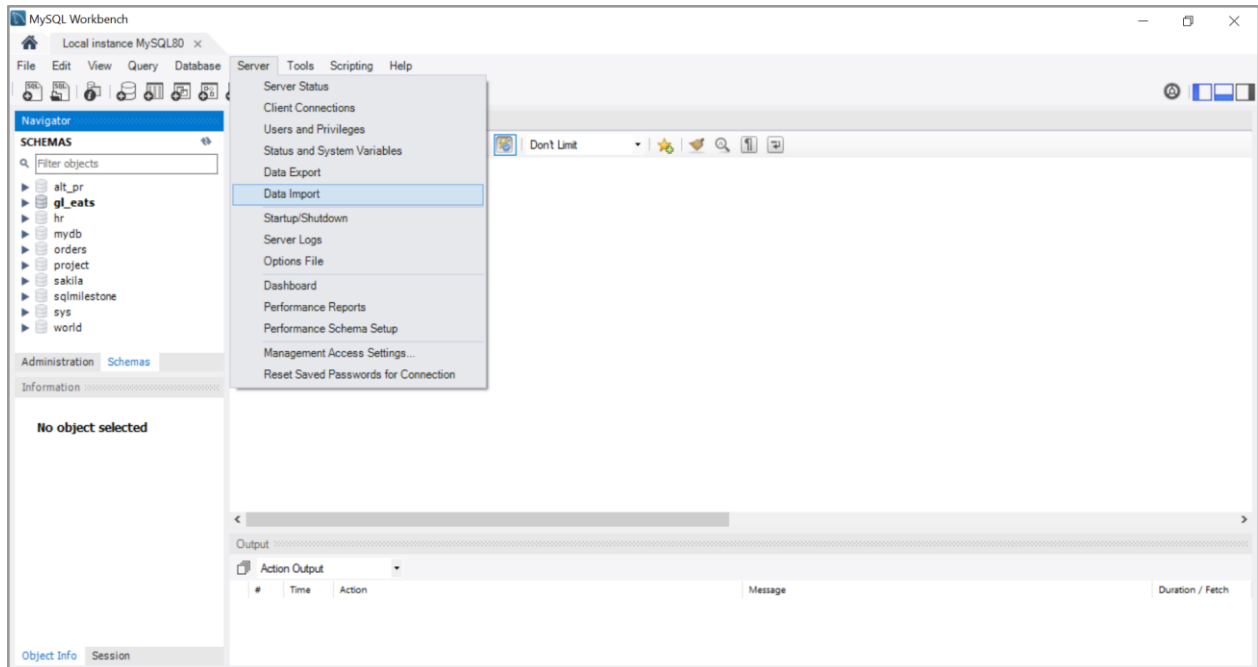 MySQL Workbench
Local instance MySQL80
File Edit View Query Database Server Tools Scripting Help
Server Status
Client Connections
Users and Privileges
Status and System Variables
Data Export
Data Import
Startup/Shutdown
Server Logs
Options File
Dashboard
Performance Reports
Performance Schema Setup
Management Access Settings...
Reset Saved Passwords for Connection
Navigator
SCHEMAS
Filter objects
alt_pr
gl_eats
hr
mydb
orders
project
sakila
sqlmilestone
sys
world
Administration Schemas
Information
No object selected
Object Info Session
Don't Limit
Output
Action Output
# Time Action Message Duration / Fetch